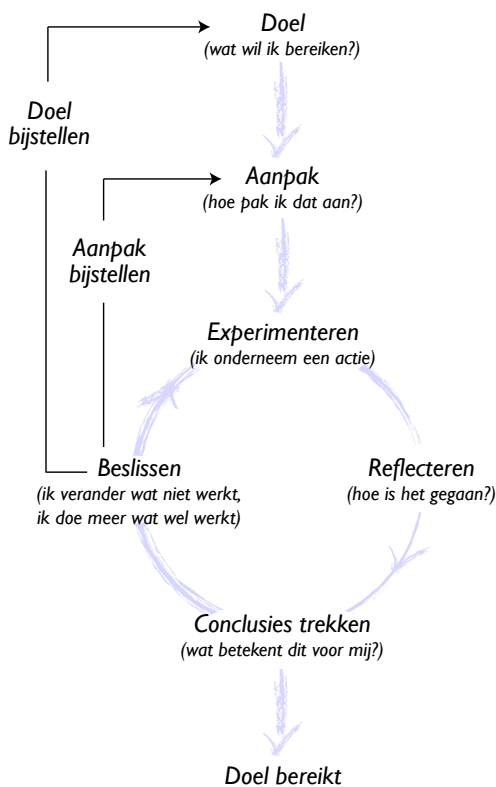 Doel
(wat wil ik bereiken?)
Doel
bijstellen
Aanpak
(hoe pak ik dat aan?)
Aanpak
bijstellen
Experimenteren
(ik onderneem een actie)
Beslissen
(ik verander wat niet werkt,
ik doe meer wat wel werkt)
Reflecteren
(hoe is het gegaan?)
Conclusies trekken
(wat betekent dit voor mij?)
Doel bereikt